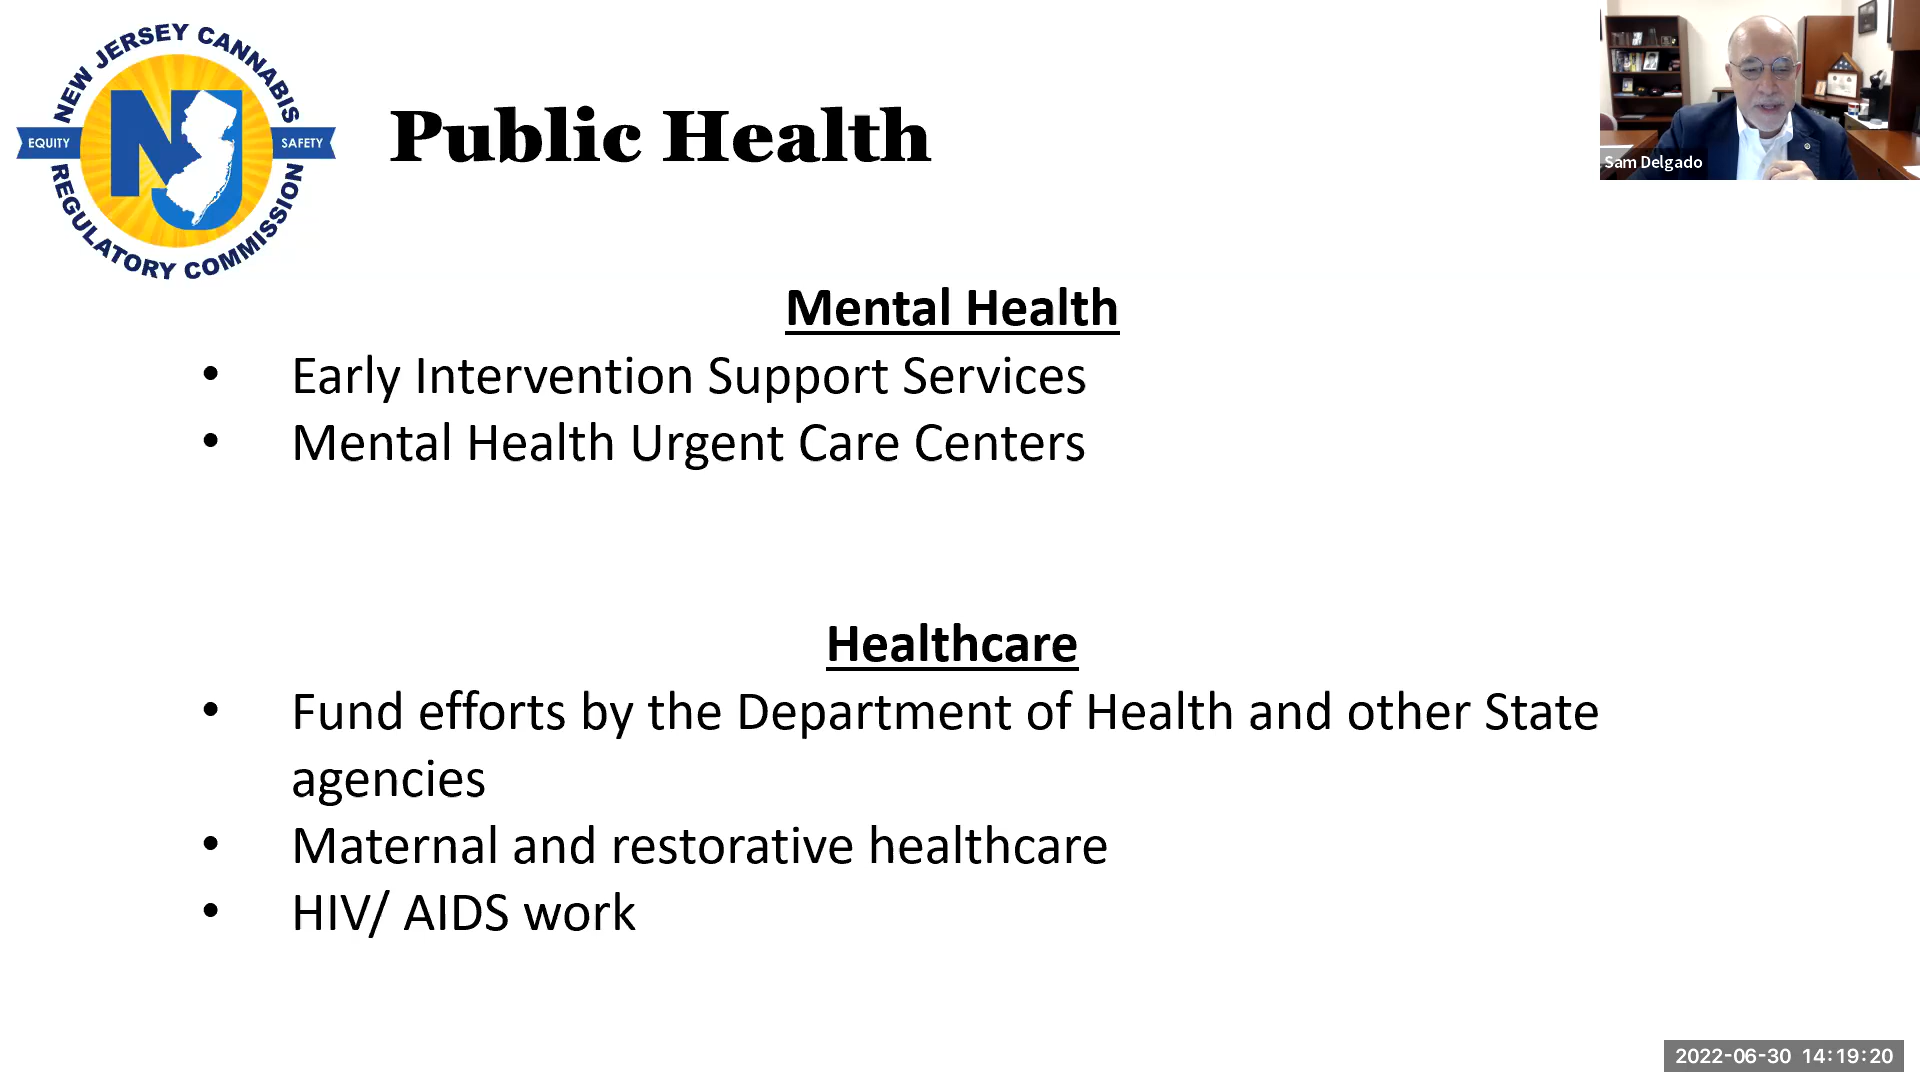 NEW JERSEY CANNABIS
EQUITY
NJ
SAFETY
REGULATORY COMMISSION
Public Health
Sam Delgado
Mental Health
• Early Intervention Support Services
• Mental Health Urgent Care Centers
Healthcare
• Fund efforts by the Department of Health and other State
agencies
• Maternal and restorative healthcare
• HIV/ AIDS work
2022-06-30 14:19:20